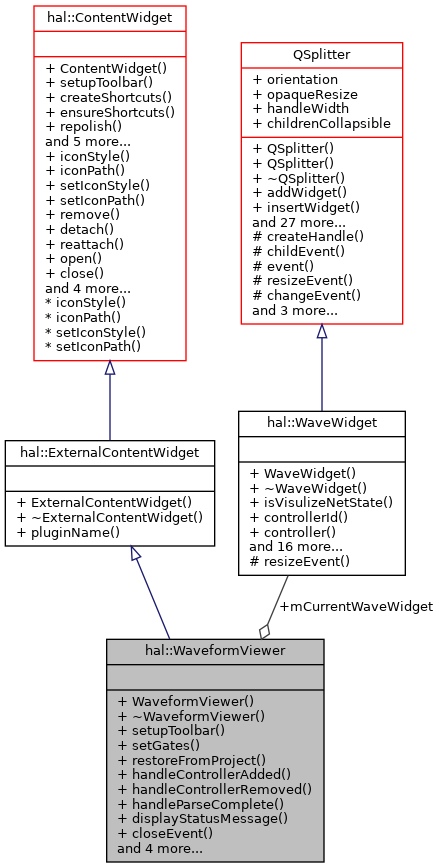 hal::ContentWidget
+ ContentWidget()
+ setupToolbar()
+ createShortcuts()
+ ensureShortcuts()
+ repolish()
and 5 more...
+ iconStyle()
+ iconPath()
+ setIconStyle()
+ setIconPath()
+ remove()
+ detach()
+ reattach()
+ open()
+ close()
and 4 more...
* iconStyle()
* iconPath()
* setIconStyle()
* setIconPath()
QSplitter
+ orientation
+ opaqueResize
+ handleWidth
+ childrenCollapsible
+ QSplitter()
+ QSplitter()
+ ~QSplitter()
+ addWidget()
+ insertWidget()
and 27 more...
# createHandle()
# childEvent()
# event()
# resizeEvent()
# changeEvent()
and 3 more...
hal::ExternalContentWidget
+ ExternalContentWidget()
+ ~ExternalContentWidget()
+ pluginName()
hal::WaveWidget
+ WaveWidget()
+ ~WaveWidget()
+ isVisulizeNetState()
+ controllerId()
+ controller()
and 16 more...
# resizeEvent()
+mCurrentWaveWidget
hal::WaveformViewer
+ WaveformViewer()
+ ~WaveformViewer()
+ setupToolbar()
+ setGates()
+ restoreFromProject()
+ handleControllerAdded()
+ handleControllerRemoved()
+ handleParseComplete()
+ displayStatusMessage()
+ closeEvent()
and 4 more...